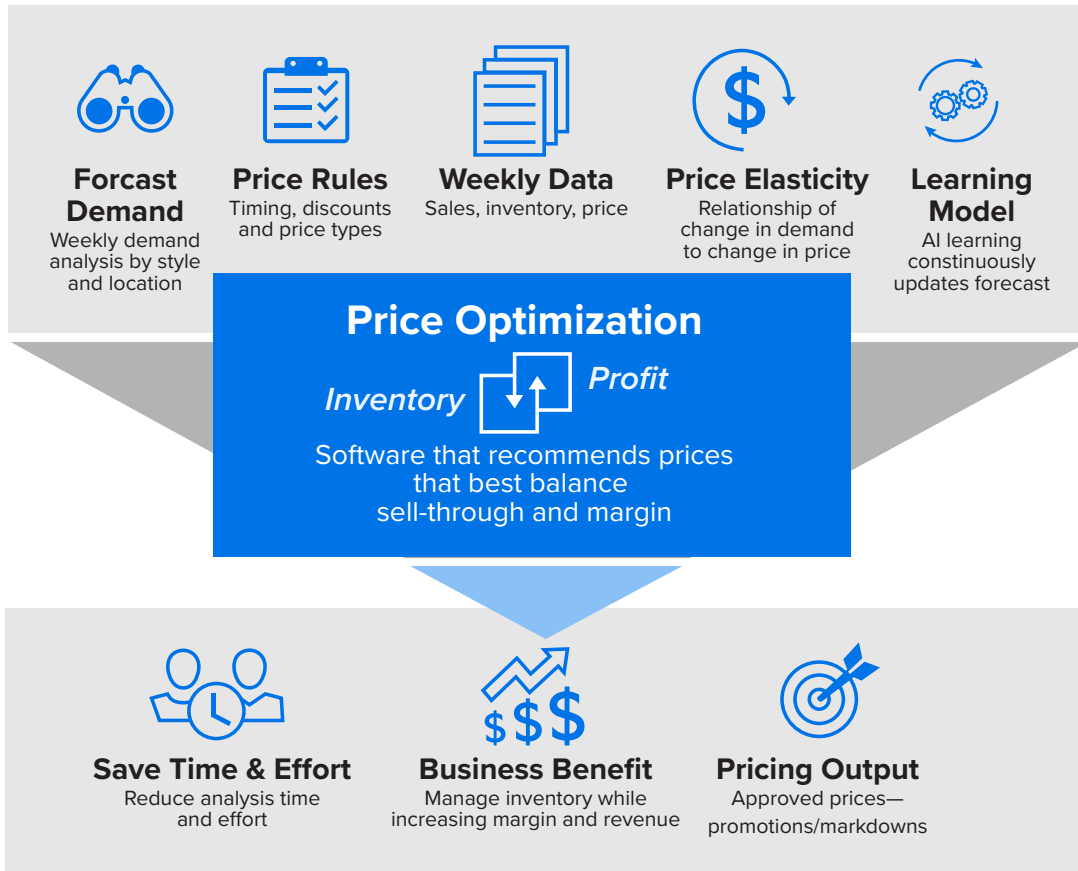 Forcast
Demand
Weekly demand
analysis by style
and location
Price Rules
Timing, discounts
and price types
Weekly Data
Sales, inventory, price
Price Elasticity
Relationship of
change in demand
to change in price
Learning
Model
AI learning
constinuously
updates forecast
Price Optimization
Inventory
Profit
Software that recommends prices
that best balance
sell-through and margin
Save Time & Effort
Reduce analysis time
and effort
Business Benefit
Manage inventory while
increasing margin and revenue
Pricing Output
Approved prices—
promotions/markdowns